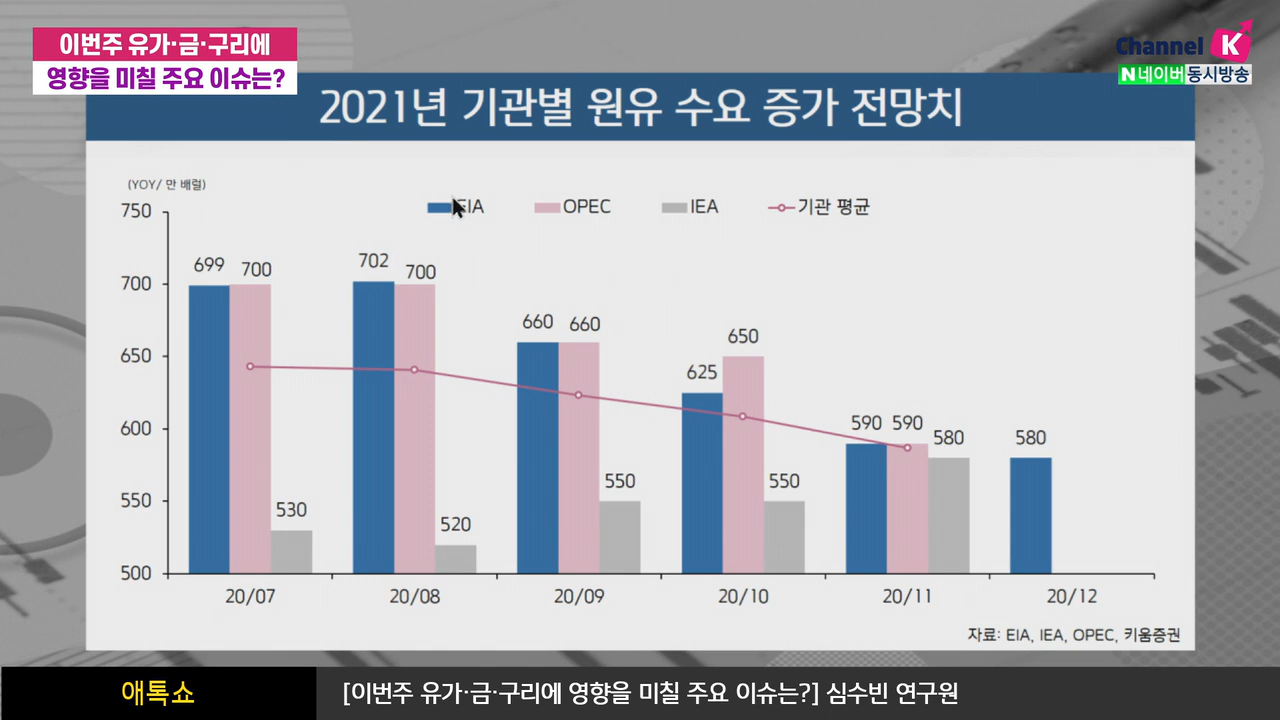 이번주 유가·금·구리에
영향을 미칠 주요 이슈는?
Channel K
N 네이버 동시방송
2021년 기관별 원유 수요 증가 전망치
(YOY/ 만 배럴)
EIA OPEC IEA 기관 평균
750
700
650
600
550
500
699 700 530
702 700 520
660 660 550
625 650 550
590 590 580
580
20/07 20/08 20/09 20/10 20/11 20/12
자료: EIA, IEA, OPEC, 키움증권
애톡쇼
[이번주 유가·금·구리에 영향을 미칠 주요 이슈는?] 심수빈 연구원